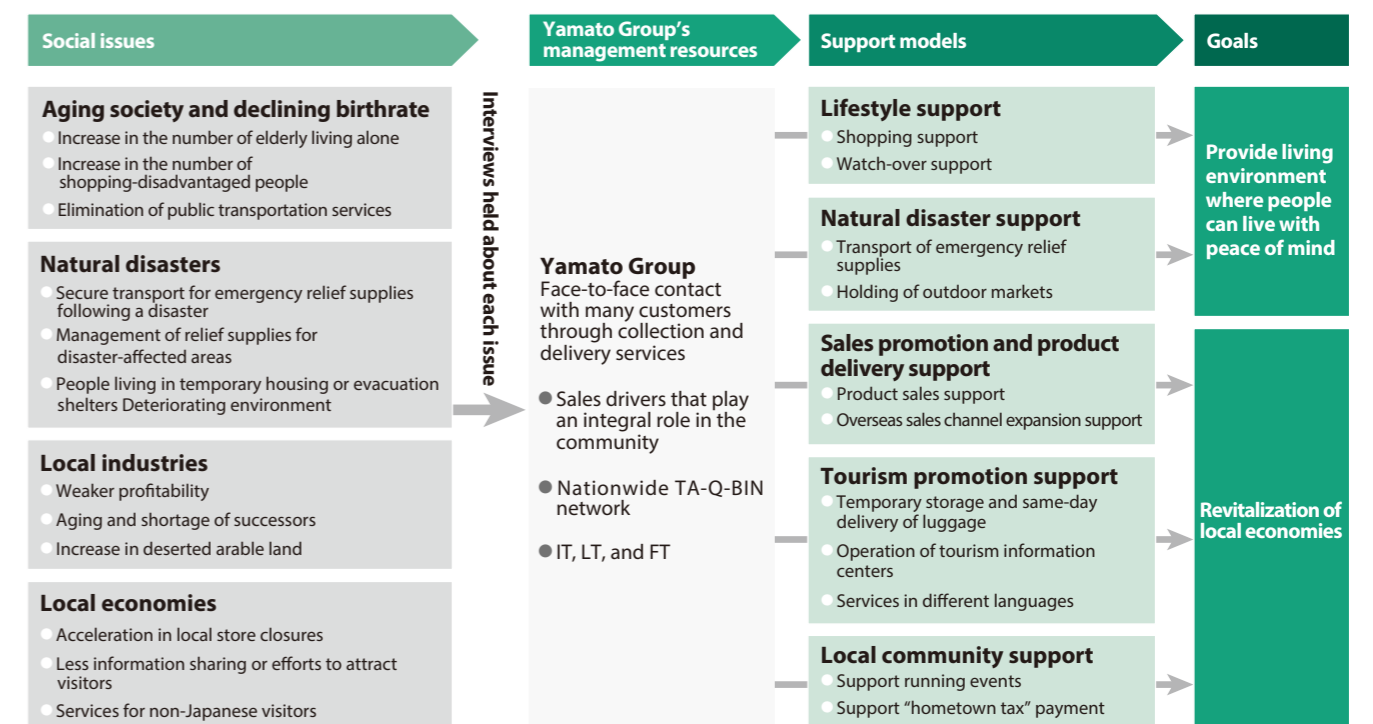 Social issues
Yamato Group's
management resources
Support models
Goals
Aging society and declining birthrate
Increase in the number of elderly living alone
Increase in the number of
shopping-disadvantaged people
Elimination of public transportation services
Natural disasters
Secure transport for emergency relief supplies
following a disaster
Management of relief supplies for
disaster-affected areas
People living in temporary housing or evacuation
shelters Deteriorating environment
Local industries
Weaker profitability
Aging and shortage of successors
Increase in deserted arable land
Local economies
Acceleration in local store closures
Less information sharing or efforts to attract
visitors
Services for non-Japanese visitors
Interviews held about each issue
Yamato Group
Face-to-face contact
with many customers
through collection and
delivery services
Sales drivers that play
an integral role in the
community
Nationwide TA-Q-BIN
network
IT, LT, and FT
Lifestyle support
Shopping support
Watch-over support
Natural disaster support
Transport of emergency relief
supplies
Holding of outdoor markets
Sales promotion and product
delivery support
Product sales support
Overseas sales channel expansion support
Tourism promotion support
Temporary storage and same-day
delivery of luggage
Operation of tourism information
centers
Services in different languages
Local community support
Support running events
Support "hometown tax" payment
Provide living
environment
where people
can live with
peace of mind
Revitalization of
local economies